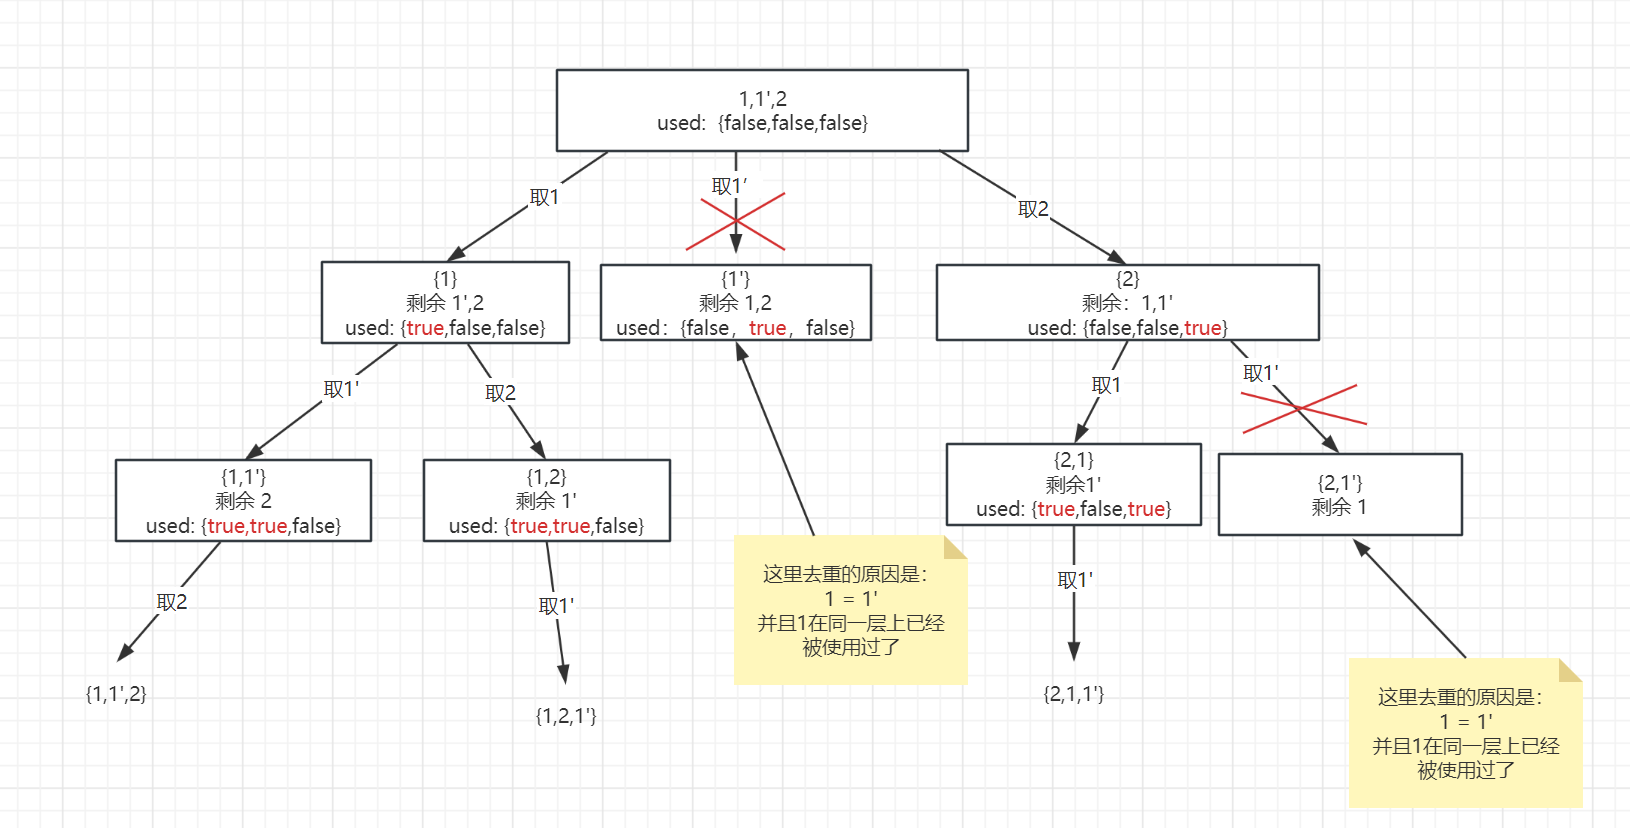 1,1',2
used:  {false,false,false}
取1
取1′
取2
{1}
剩余 1',2
used: {true,false,false}
{1'}
剩余 1,2
used：{false，true，false}
{2}
剩余：1,1'
used: {false,false,true}
取1'
取2
取1
取1'
{1,1'}
剩余 2
used: {true,true,false}
{1,2}
剩余 1'
used: {true,true,false}
{2,1}
剩余1'
used: {true,false,true}
{2,1'}
剩余 1
取2
取1'
取1'
这里去重的原因是：
1 = 1'
并且1在同一层上已经
被使用过了
{1,1',2}
{1,2,1'}
{2,1,1'}
这里去重的原因是：
1 = 1'
并且1在同一层上已经
被使用过了